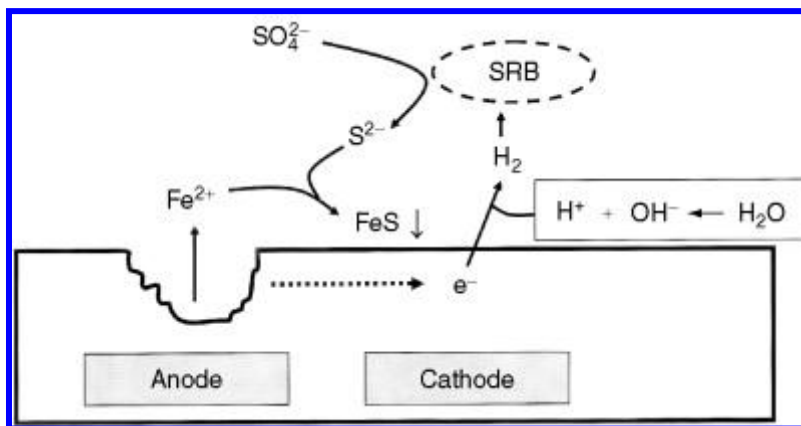 SO₄²⁻
SRB
S²⁻
H₂
Fe²⁺
FeS ↓
H⁺ + OH⁻ ← H₂O
e⁻
Anode
Cathode